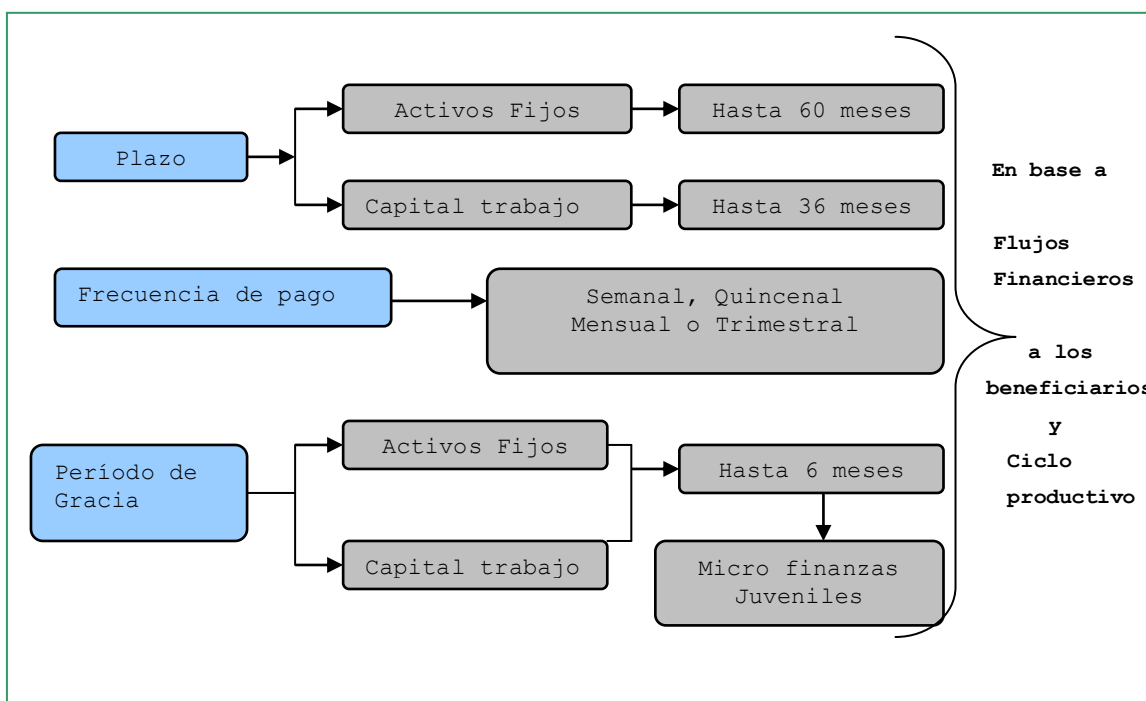 Plazo
Activos Fijos
Hasta 60 meses
Capital trabajo
Hasta 36 meses
Frecuencia de pago
Semanal, Quincenal
Mensual o Trimestral
Período de
Gracia
Activos Fijos
Capital trabajo
Hasta 6 meses
Micro finanzas
Juveniles
En base a
Flujos
Financieros
a los
beneficiarios
y
Ciclo
productivo